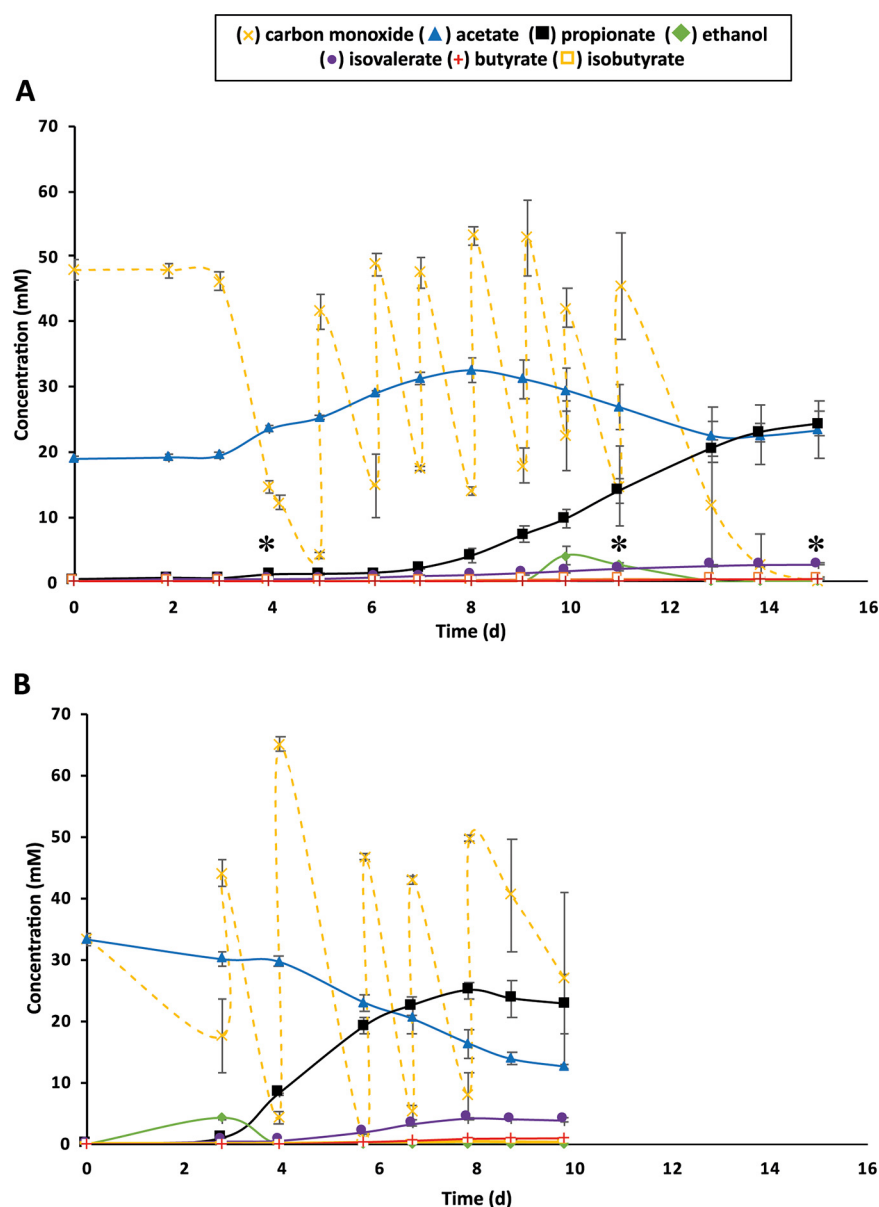 (×) carbon monoxide (▲) acetate (■) propionate (◆) ethanol
(●) isovalerate (+) butyrate (□) isobutyrate
A
70
60
50
40
30
20
10
0
Concentration (mM)
* * *
0 2 4 6 8 10 12 14 16
Time (d)
B
70
60
50
40
30
20
10
0
Concentration (mM)
0 2 4 6 8 10 12 14 16
Time (d)